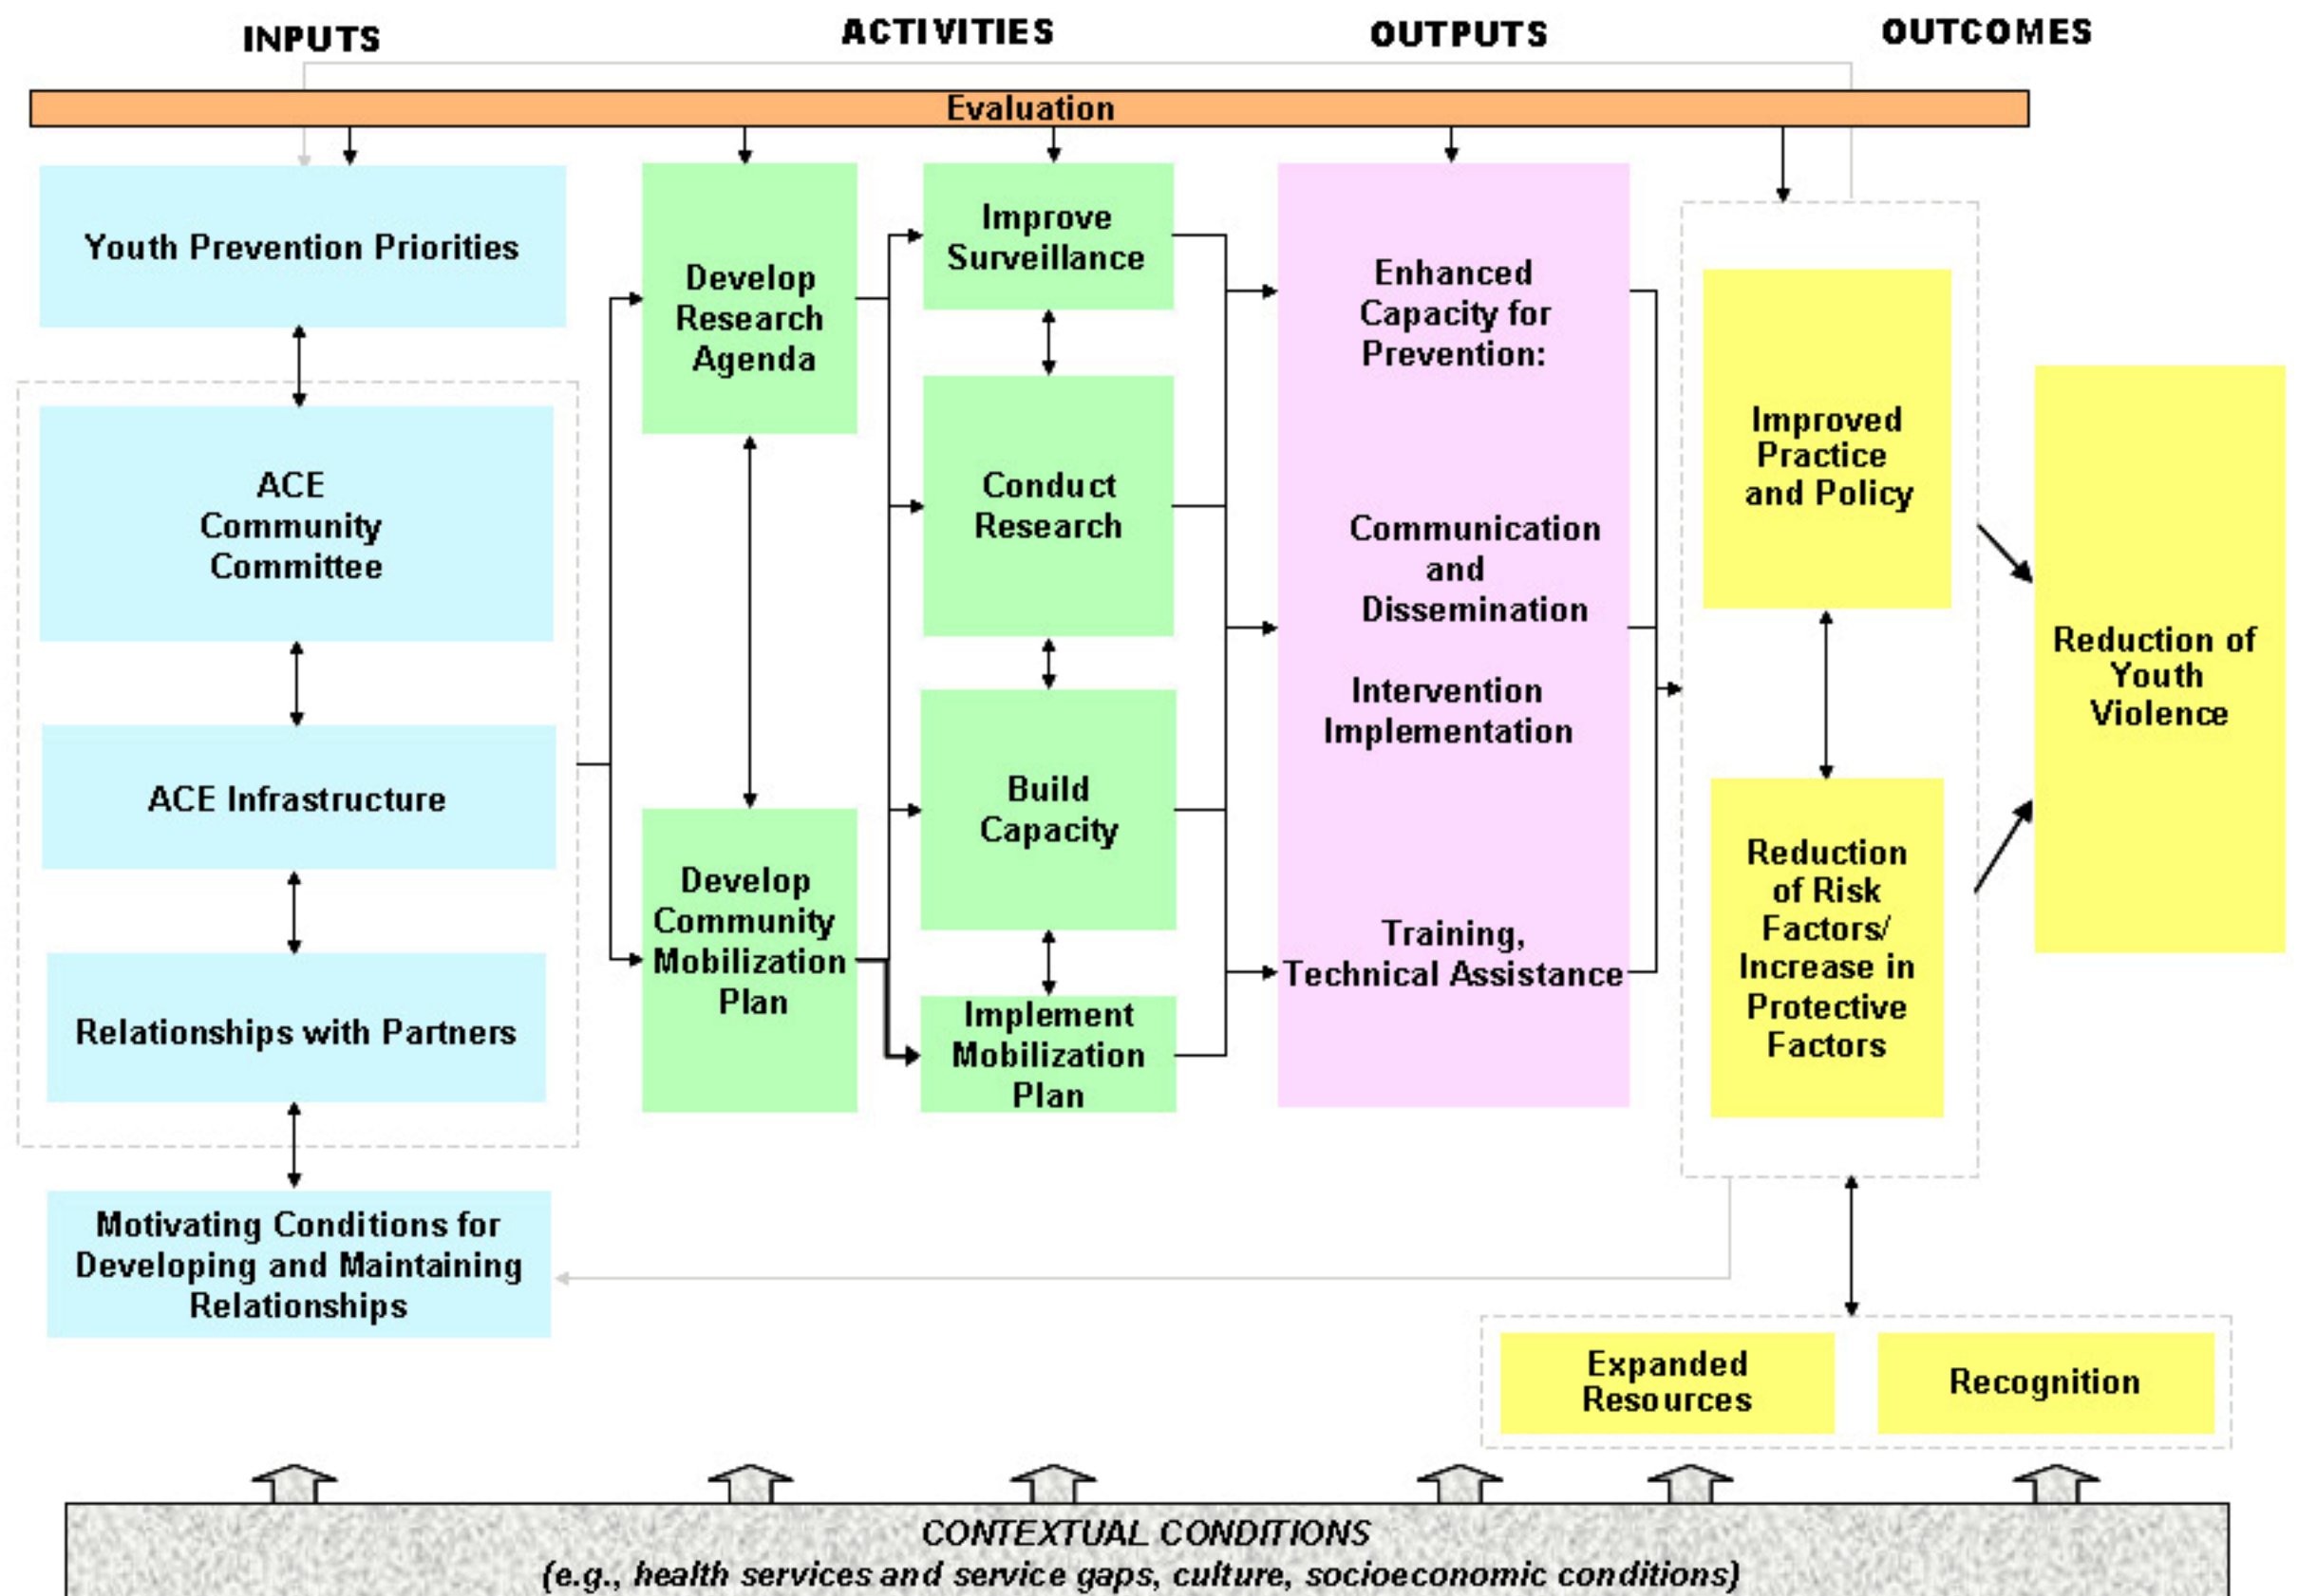 INPUTS
ACTIVITIES
OUTPUTS
OUTCOMES
Evaluation
Youth Prevention Priorities
ACE
Community
Committee
ACE Infrastructure
Relationships with Partners
Motivating Conditions for
Developing and Maintaining
Relationships
Develop
Research
Agenda
Develop
Community
Mobilization
Plan
Improve
Surveillance
Conduct
Research
Build
Capacity
Implement
Mobilization
Plan
Enhanced
Capacity for
Prevention:
Communication
and
Dissemination
Intervention
Implementation
Training,
Technical Assistance
Improved
Practice
and Policy
Reduction
of Risk
Factors/
Increase in
Protective
Factors
Reduction of
Youth
Violence
Expanded
Resources
Recognition
CONTEXTUAL CONDITIONS
(e.g., health services and service gaps, culture, socioeconomic conditions)